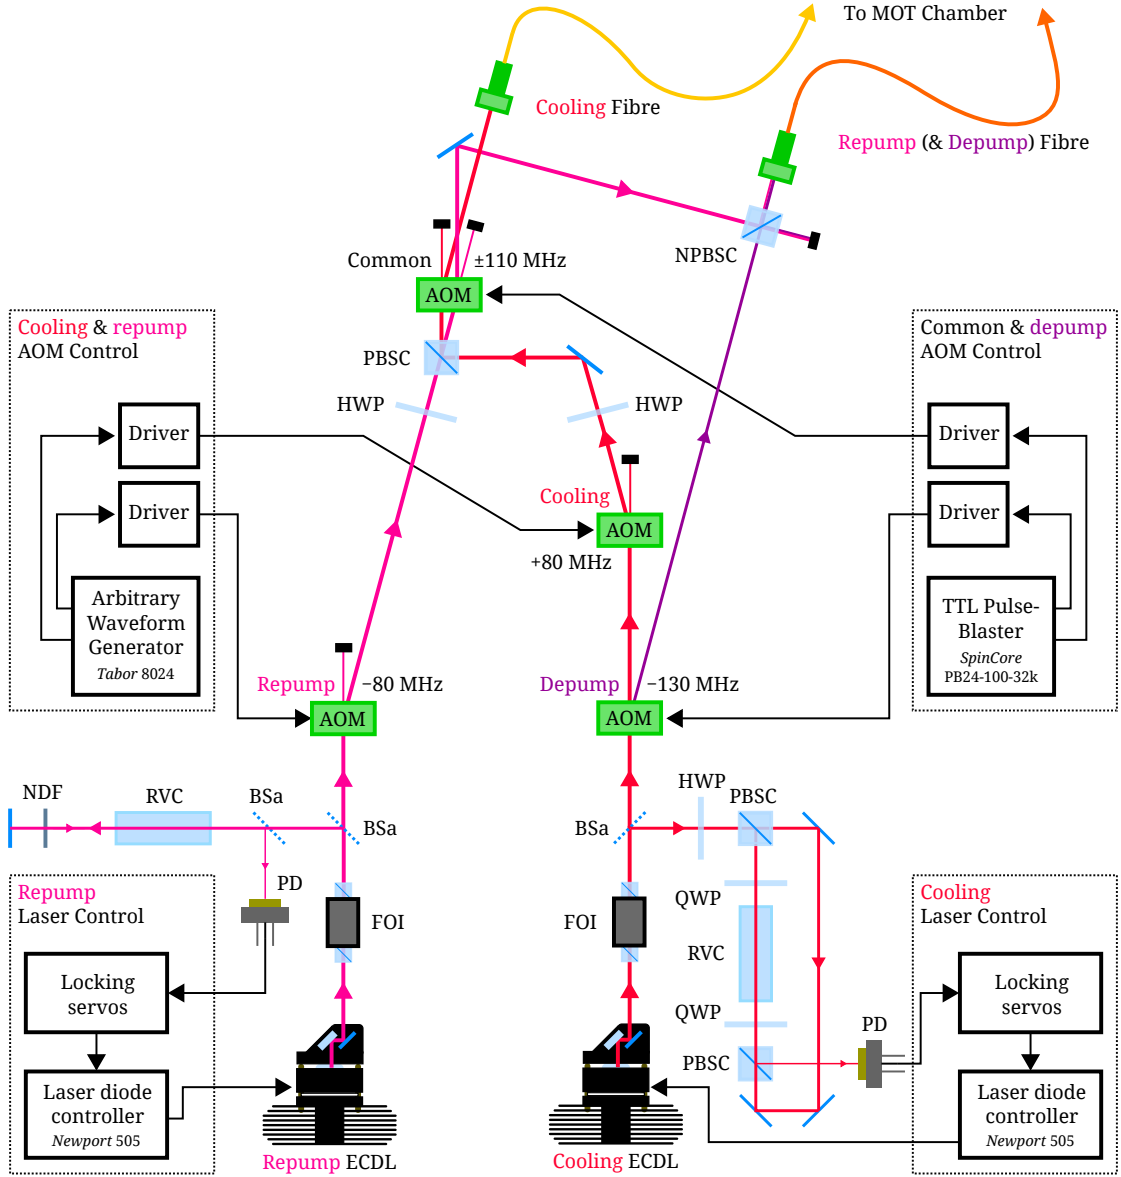 To MOT Chamber
Cooling Fibre
Repump (& Depump) Fibre
NPBSC
Common
±110 MHz
AOM
Cooling & repump
AOM Control
Common & depump
AOM Control
PBSC
HWP
HWP
Driver
Driver
Driver
Driver
Cooling
AOM
+80 MHz
Arbitrary
Waveform
Generator
Tabor 8024
TTL Pulse-
Blaster
SpinCore
PB24-100-32k
Repump
−80 MHz
AOM
Depump
−130 MHz
AOM
NDF
RVC
BSa
BSa
BSa
HWP
PBSC
Repump
Laser Control
PD
FOI
FOI
QWP
RVC
QWP
PBSC
PD
Cooling
Laser Control
Locking
servos
Locking
servos
Laser diode
controller
Newport 505
Laser diode
controller
Newport 505
Repump ECDL
Cooling ECDL